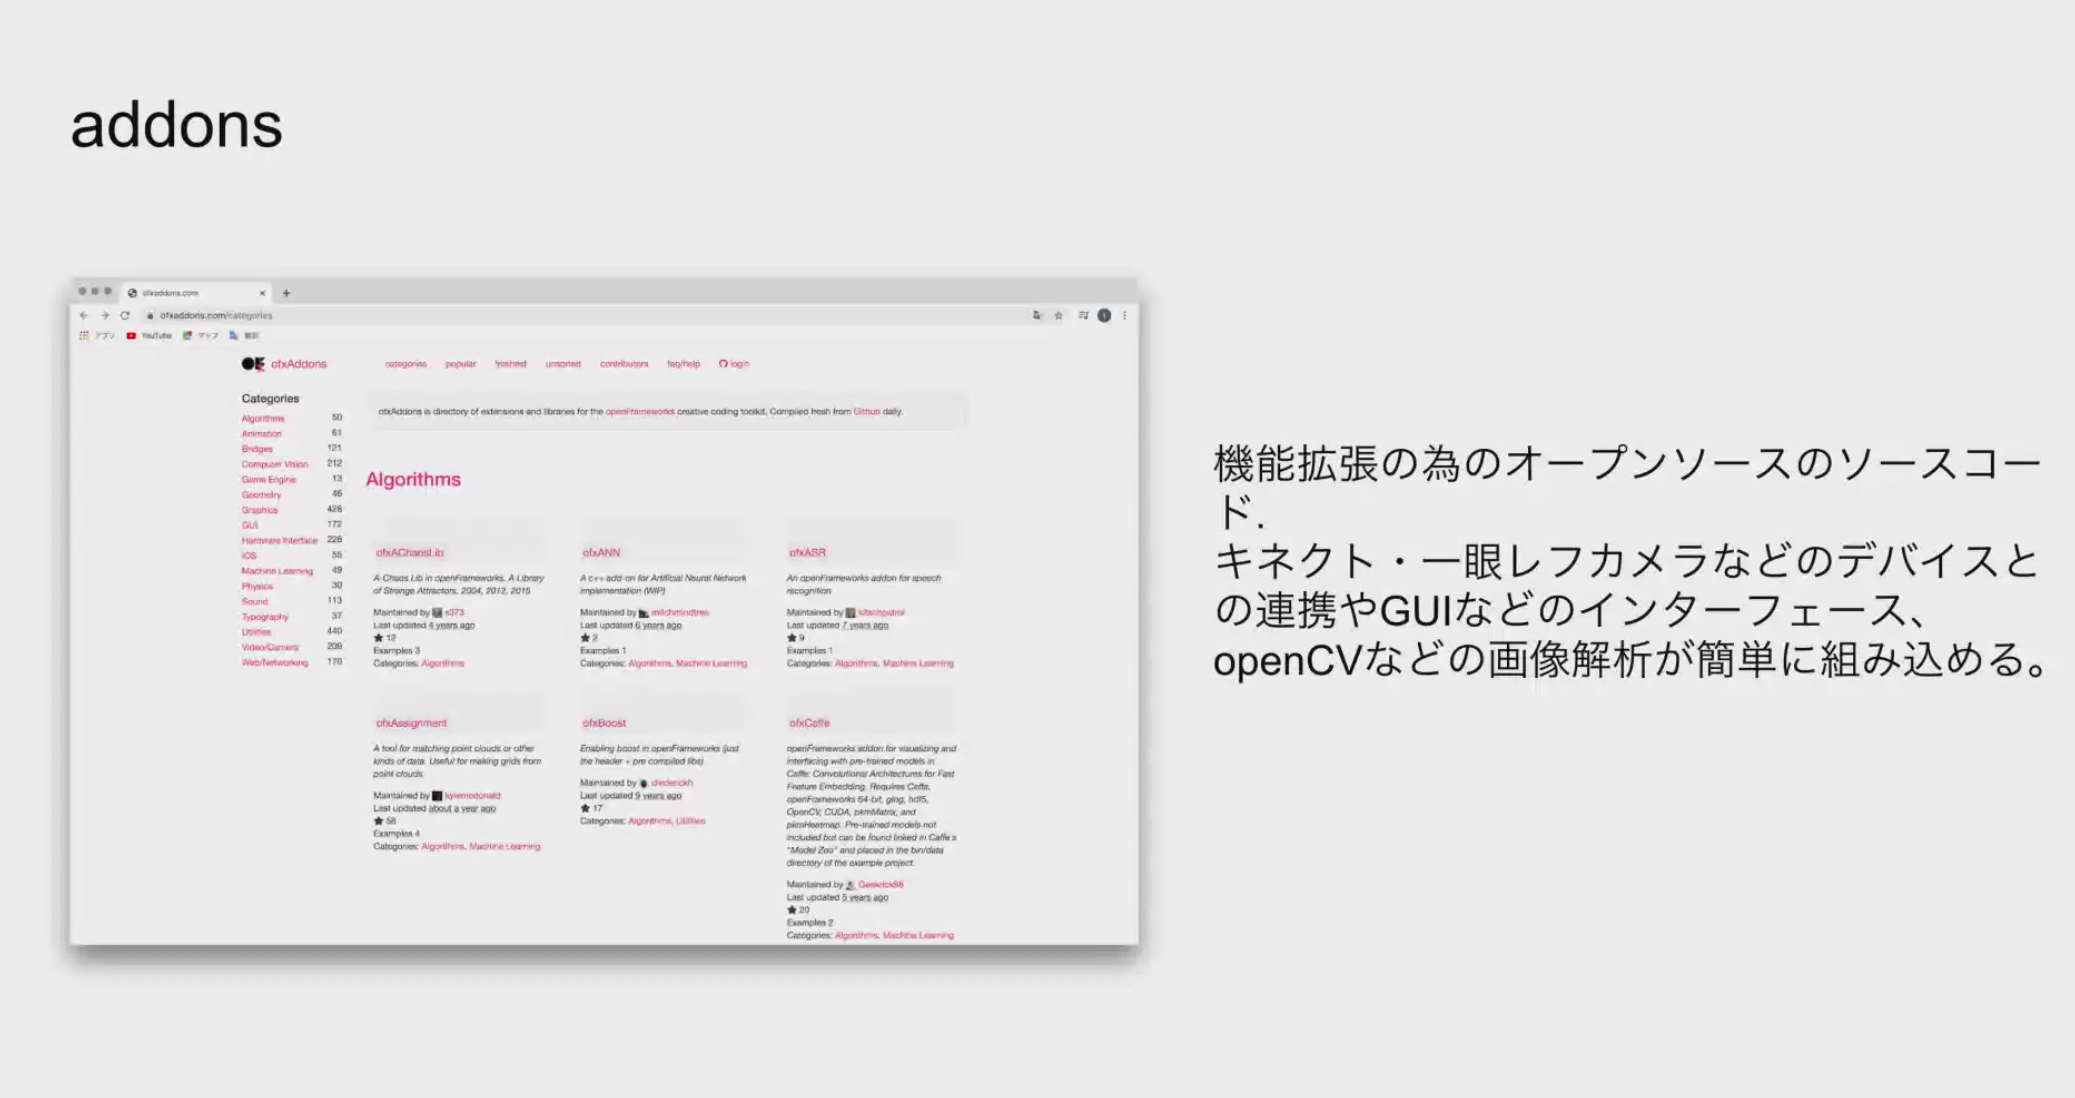 addons
ofxaddons.com
ofxaddons.com/categories
アプリ YouTube マップ 翻訳
ofxAddons categories popular freshest unsorted contributors faq/help login
Categories
Algorithms 50
Animation 61
Bridges 121
Computer Vision 212
Game Engine 13
Geometry 46
Graphics 428
GUI 172
Hardware Interface 228
iOS 55
Machine Learning 49
Physics 30
Sound 113
Typography 37
Utilities 440
Video/Camera 209
Web/Networking 170
ofxAddons is directory of extensions and libraries for the openFrameworks creative coding toolkit. Compiled fresh from Github daily.
Algorithms
ofxAChaosLib
A Chaos Lib in openFrameworks. A Library
of Strange Attractors. 2004, 2012, 2015
Maintained by s373
Last updated 4 years ago
12
Examples 3
Categories: Algorithms
ofxANN
A c++ add-on for Artificial Neural Network
implementation (WIP)
Maintained by mitchmindtree
Last updated 6 years ago
2
Examples 1
Categories: Algorithms, Machine Learning
ofxASR
An openFrameworks addon for speech
recognition
Maintained by kitschpatrol
Last updated 7 years ago
9
Examples 1
Categories: Algorithms, Machine Learning
ofxAssignment
A tool for matching point clouds or other
kinds of data. Useful for making grids from
point clouds.
Maintained by kylemcdonald
Last updated about a year ago
58
Examples 4
Categories: Algorithms, Machine Learning
ofxBoost
Enabling boost in openFrameworks (just
the header + pre compiled libs)
Maintained by diederickh
Last updated 9 years ago
17
Categories: Algorithms, Utilities
ofxCaffe
openFrameworks addon for visualizing and
interfacing with pre-trained models in
Caffe: Convolutional Architectures for Fast
Feature Embedding. Requires Caffe,
openFrameworks 64-bit, glog, hdf5,
OpenCV, CUDA, pkmMatrix, and
pkmHeatmap. Pre-trained models not
included but can be found linked in Caffe's
"Model Zoo" and placed in the bin/data
directory of the example project.
Maintained by
Last updated 5 years ago
20
Examples 2
Categories: Algorithms, Machine Learning
機能拡張の為のオープンソースのソースコー
ド.
キネクト・一眼レフカメラなどのデバイスと
の連携やGUIなどのインターフェース、
openCVなどの画像解析が簡単に組み込める。